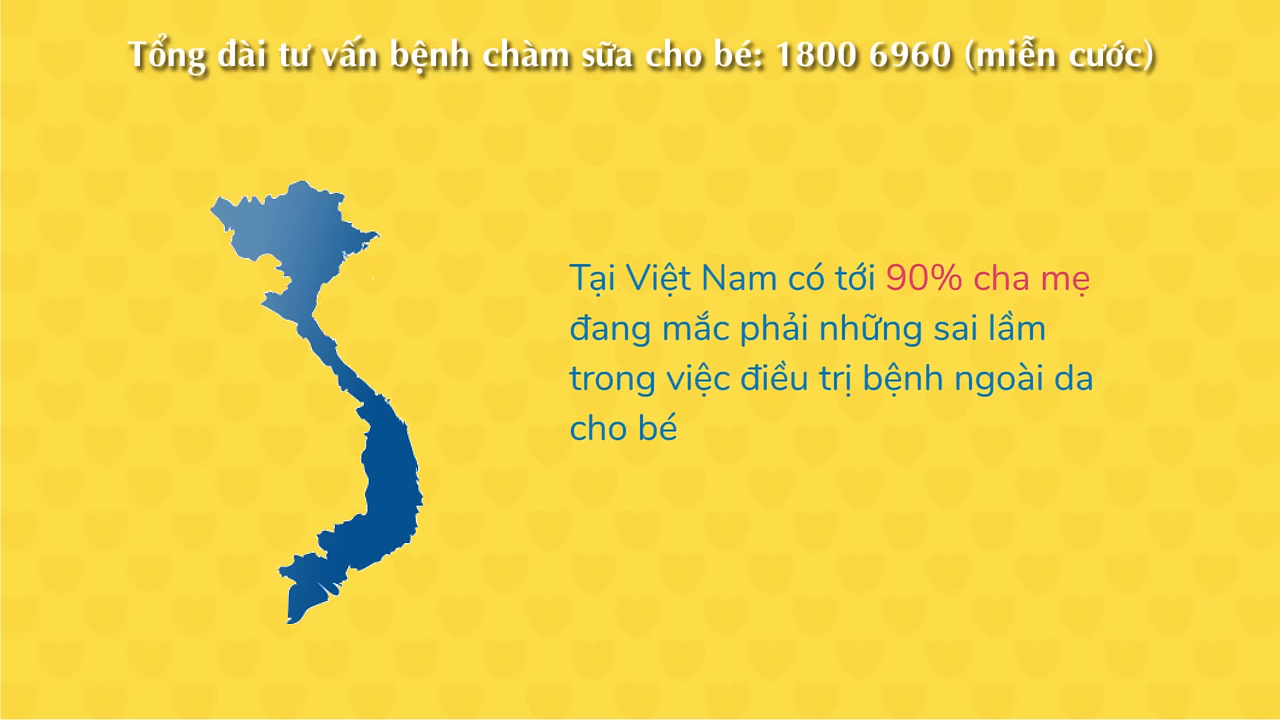 Tổng đài tư vấn bệnh chàm sữa cho bé: 1800 6960 (miễn cước)
Tại Việt Nam có tới 90% cha mẹ
đang mắc phải những sai lầm
trong việc điều trị bệnh ngoài da
cho bé